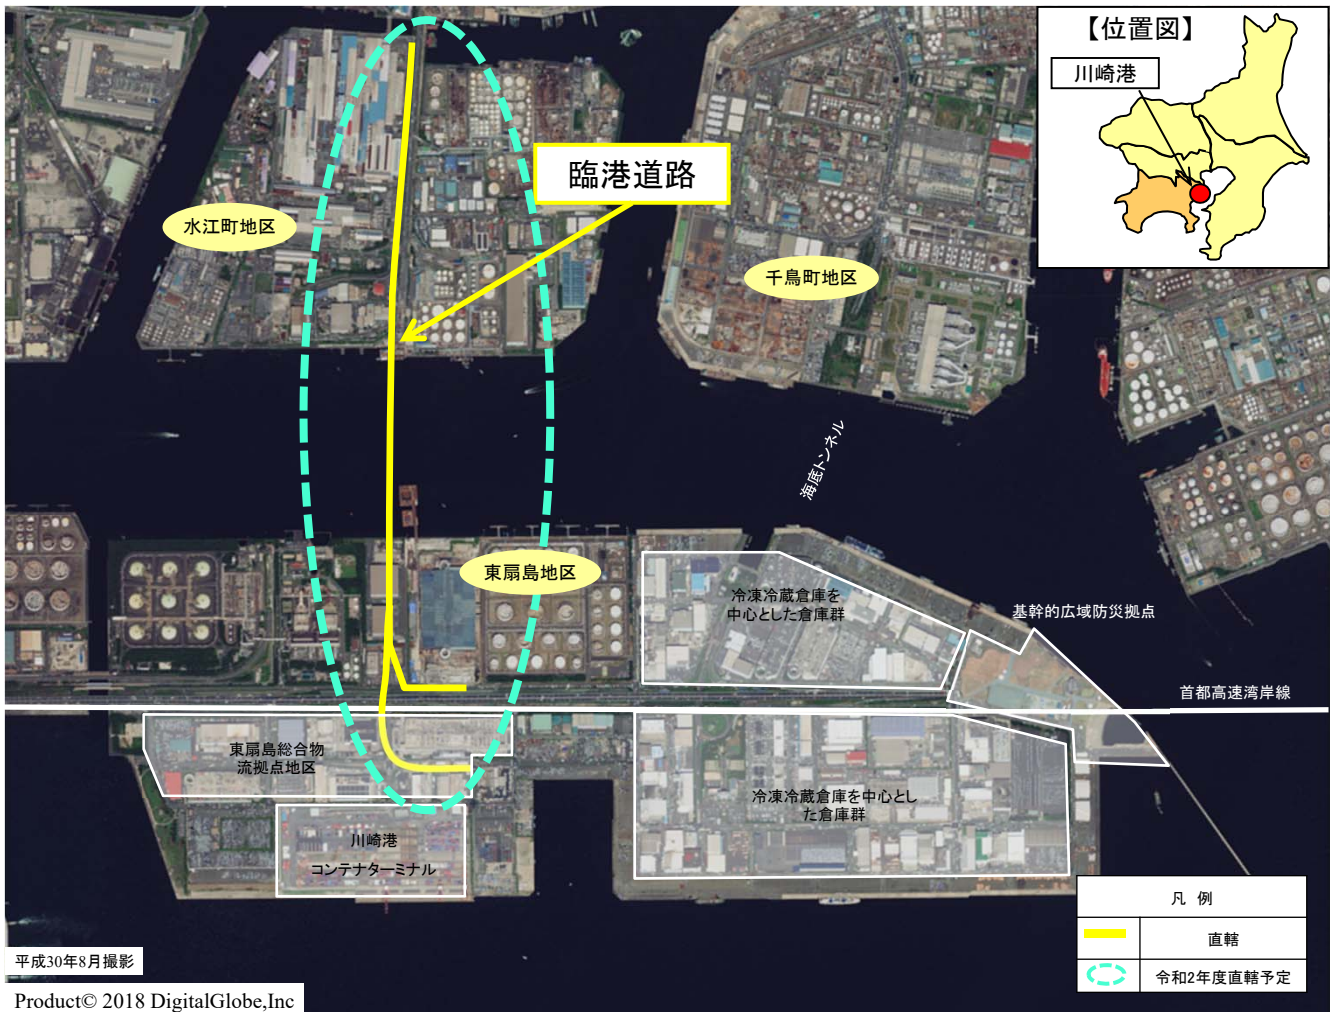 【位置図】
川崎港
臨港道路
水江町地区
千鳥町地区
海底トンネル
東扇島地区
冷凍冷蔵倉庫を
中心とした倉庫群
基幹的広域防災拠点
首都高速湾岸線
東扇島総合物
流拠点地区
冷凍冷蔵倉庫を中心とし
た倉庫群
川崎港
コンテナターミナル
凡 例
直轄
令和2年度直轄予定
平成30年8月撮影
Product© 2018 DigitalGlobe,Inc